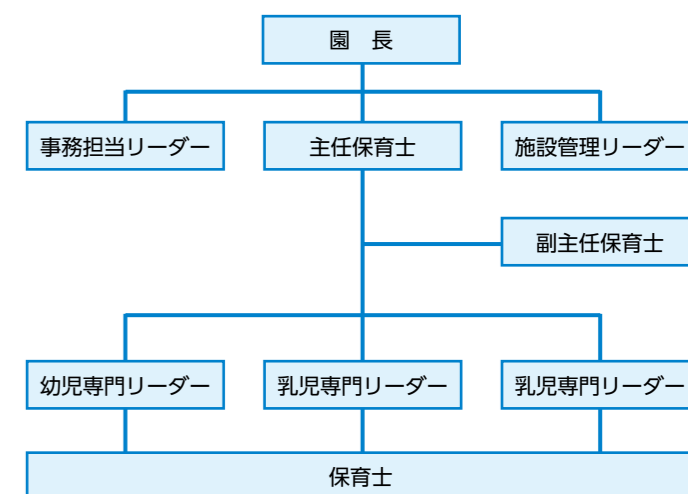 園　長
事務担当リーダー
主任保育士
施設管理リーダー
副主任保育士
幼児専門リーダー
乳児専門リーダー
乳児専門リーダー
保育士